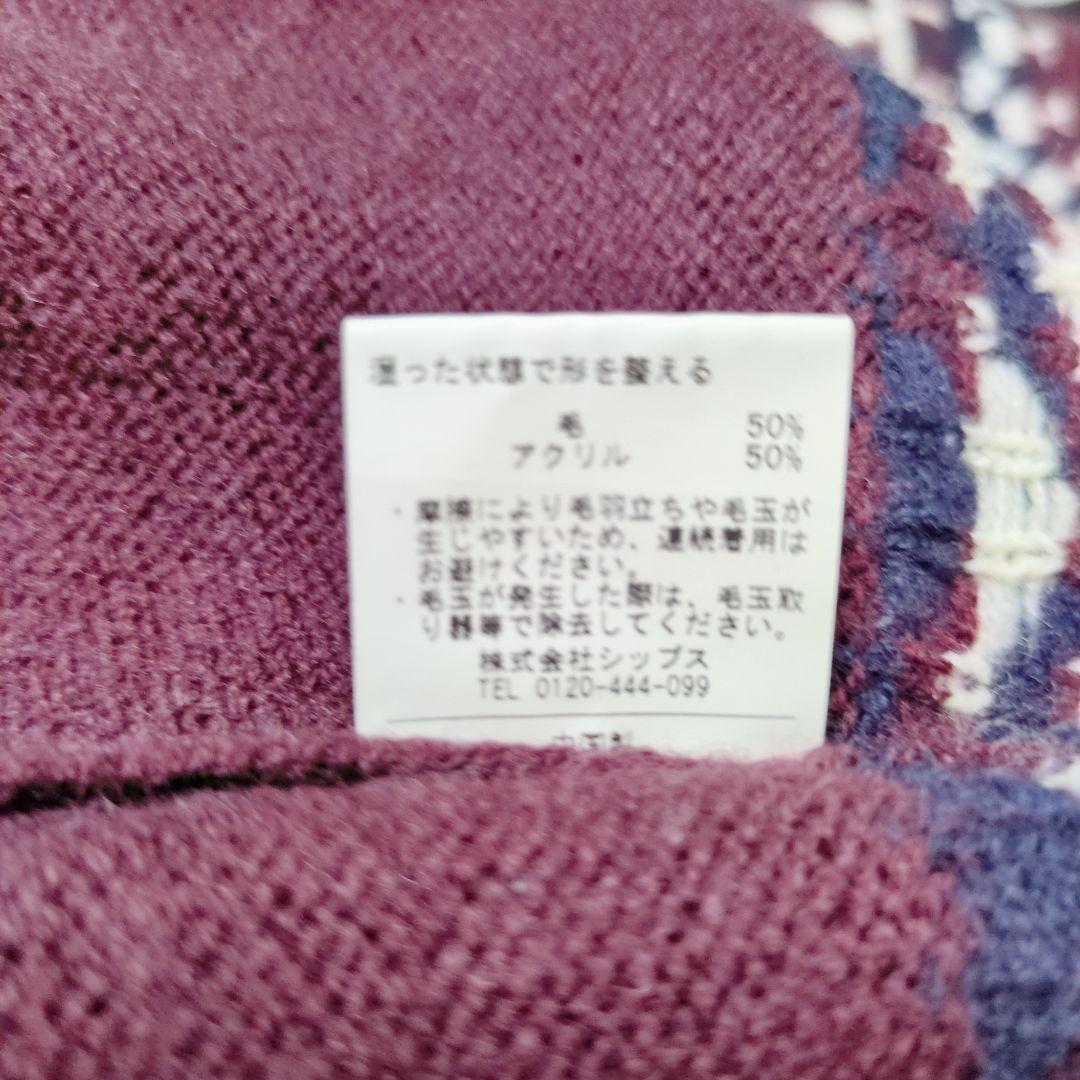 湿った状態で形を整える
毛 50%
アクリル 50%
・摩擦により毛羽立ちや毛玉が
生じやすいため、連続着用は
お避けください。
・毛玉が発生した際は、毛玉取
り器等で除去してください。
株式会社シップス
TEL 0120-444-099
中国製